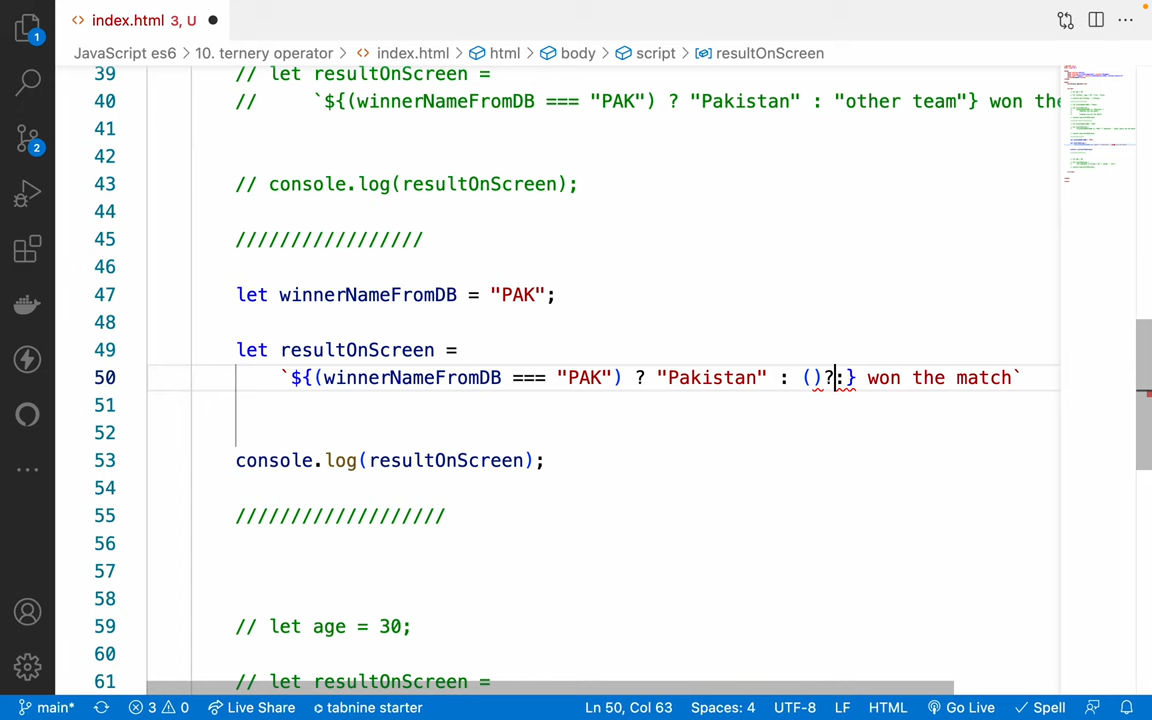 index.html 3, U
JavaScript es6 > 10. ternery operator > index.html > html > body > script > resultOnScreen
39 // let resultOnScreen =
40 //     `${(winnerNameFromDB === "PAK") ? "Pakistan" : "other team"} won the
41
42
43 // console.log(resultOnScreen);
44
45 /////////////////
46
47 let winnerNameFromDB = "PAK";
48
49 let resultOnScreen =
50     `${(winnerNameFromDB === "PAK") ? "Pakistan" : ()?:} won the match`
51
52
53 console.log(resultOnScreen);
54
55 ///////////////////
56
57
58
59 // let age = 30;
60
61 // let resultOnScreen =
1
2
main* 3 0 Live Share tabnine starter Ln 50, Col 63 Spaces: 4 UTF-8 LF HTML Go Live Spell